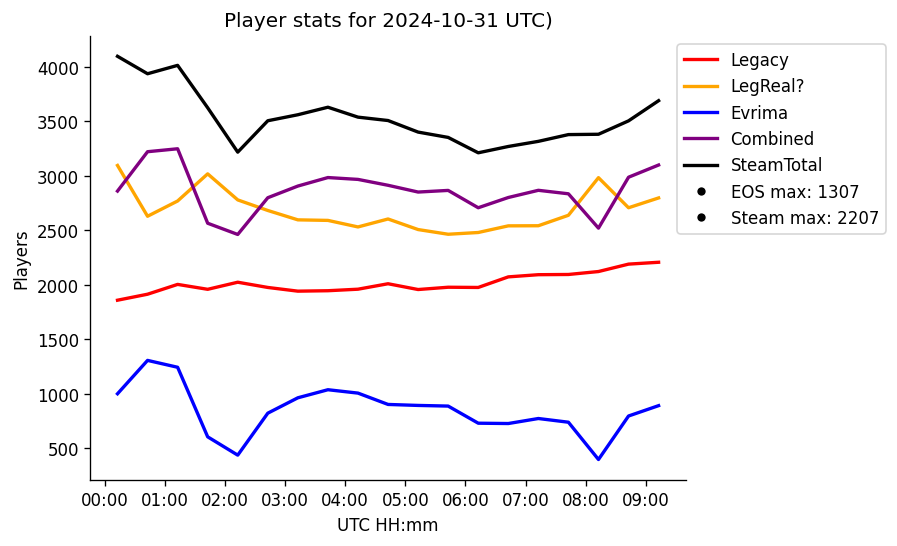 Player stats for 2024-10-31 UTC)
4000
3500
3000
2500
2000
1500
1000
500
Players
00:00 01:00 02:00 03:00 04:00 05:00 06:00 07:00 08:00 09:00
UTC HH:mm
Legacy
LegReal?
Evrima
Combined
SteamTotal
EOS max: 1307
Steam max: 2207